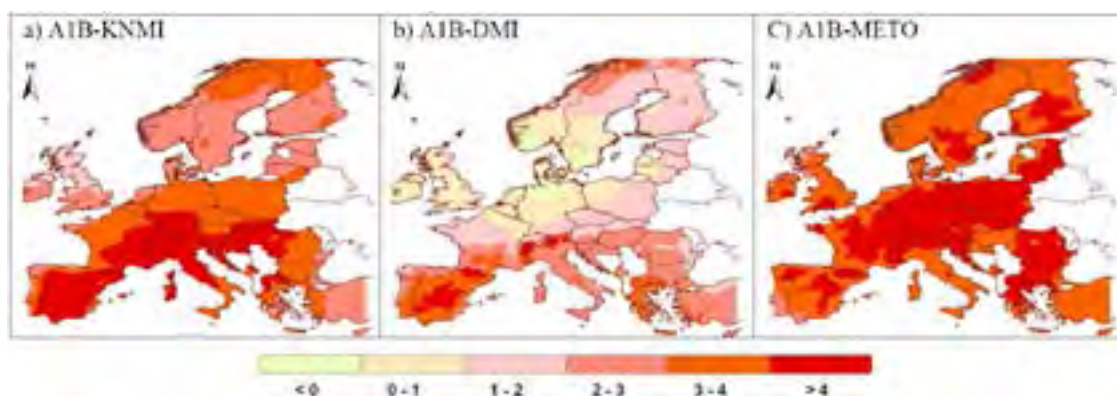 a) A1B-KNMI
b) A1B-DMI
C) A1B-METO
N
N
N
< 0
0 - 1
1 - 2
2 - 3
3 - 4
> 4